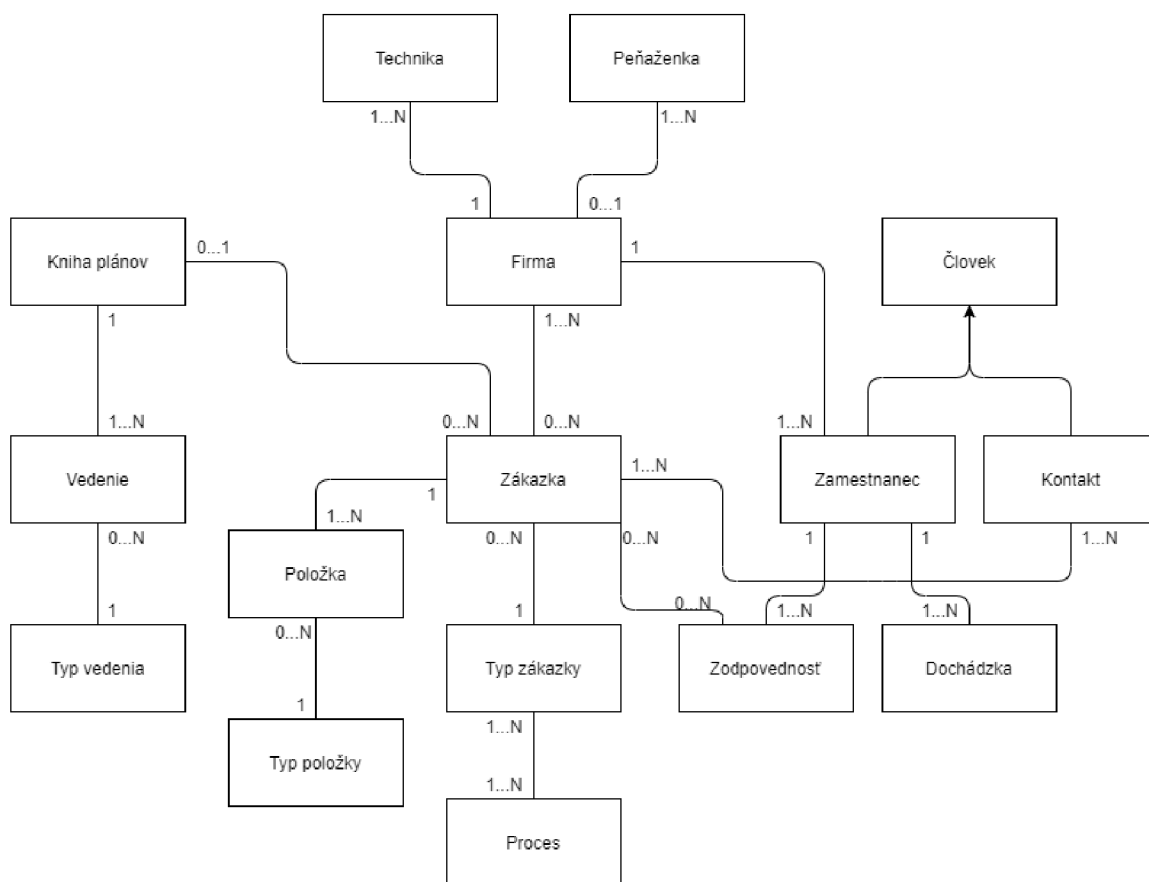 Technika
Peňaženka
1...N
1...N
1
0...1
Kniha plánov
0...1
Firma
1
Človek
1
1...N
1...N
0...N
0...N
1...N
Vedenie
Zákazka
1...N
Zamestnanec
Kontakt
1
1...N
0...N
0...N
0...N
1
1
1...N
Položka
1
0...N
1
0...N
1...N
1...N
Typ vedenia
Typ zákazky
Zodpovednosť
Dochádzka
1
1...N
Typ položky
1...N
Proces